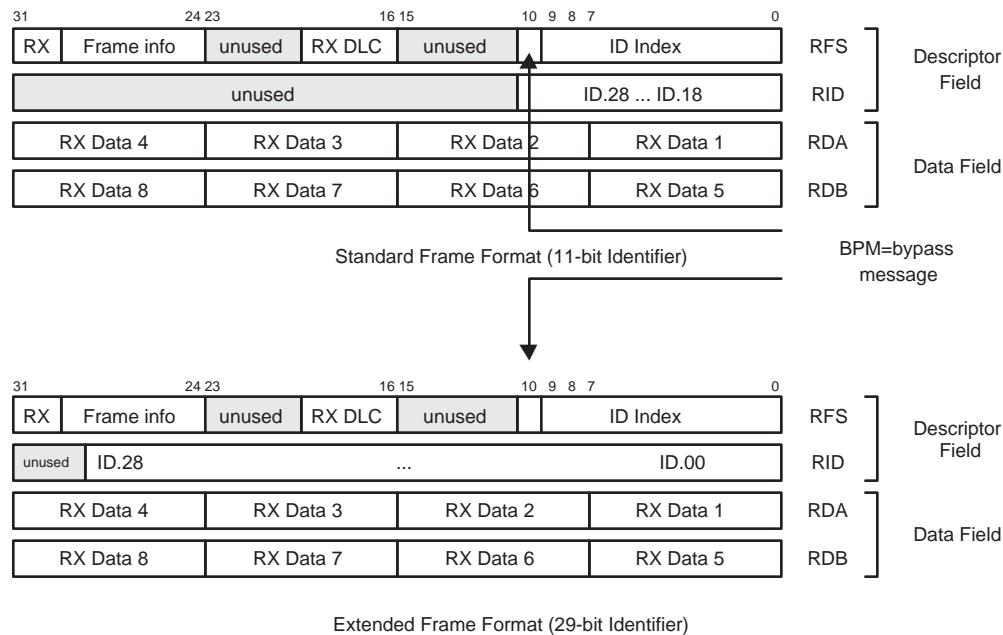 31 24 23 16 15 10 9 8 7 0
RX Frame info unused RX DLC unused ID Index RFS
Descriptor
Field
unused ID.28 ... ID.18 RID
RX Data 4 RX Data 3 RX Data 2 RX Data 1 RDA
Data Field
RX Data 8 RX Data 7 RX Data 6 RX Data 5 RDB
Standard Frame Format (11-bit Identifier)
BPM=bypass
message
31 24 23 16 15 10 9 8 7 0
RX Frame info unused RX DLC unused ID Index RFS
Descriptor
Field
unused ID.28 ... ID.00 RID
RX Data 4 RX Data 3 RX Data 2 RX Data 1 RDA
Data Field
RX Data 8 RX Data 7 RX Data 6 RX Data 5 RDB
Extended Frame Format (29-bit Identifier)